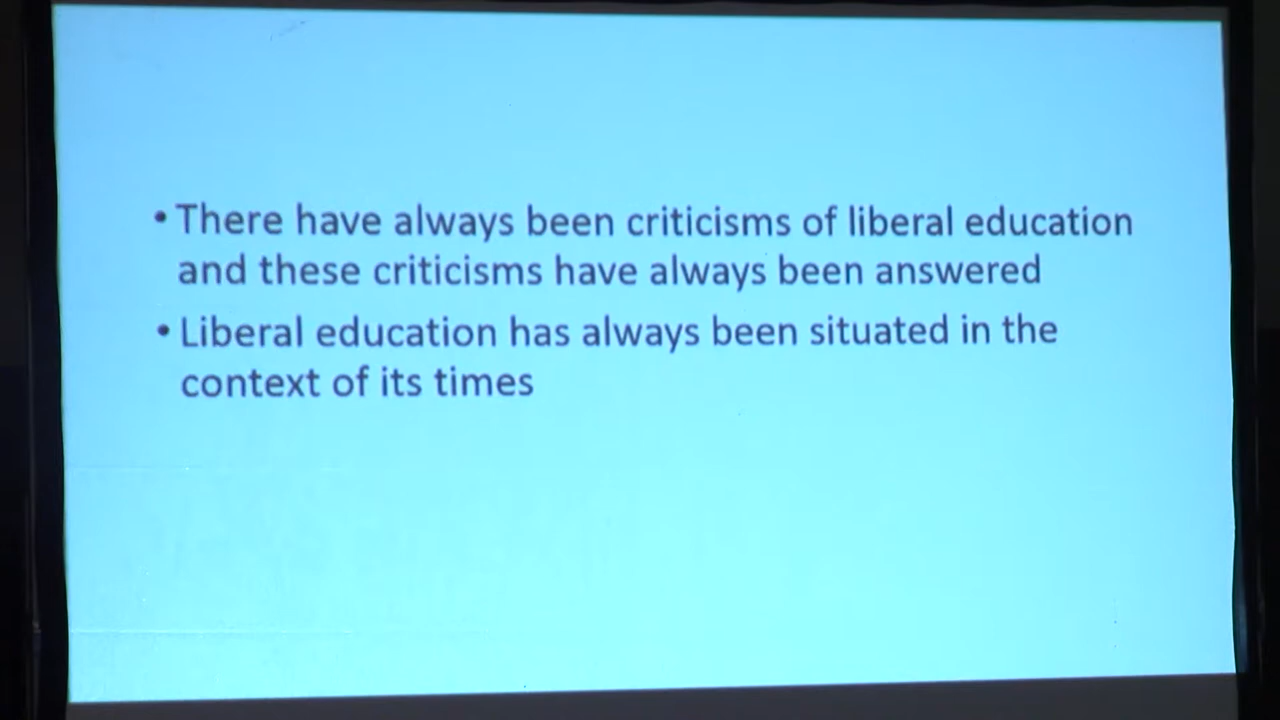 • There have always been criticisms of liberal education
and these criticisms have always been answered
• Liberal education has always been situated in the
context of its times